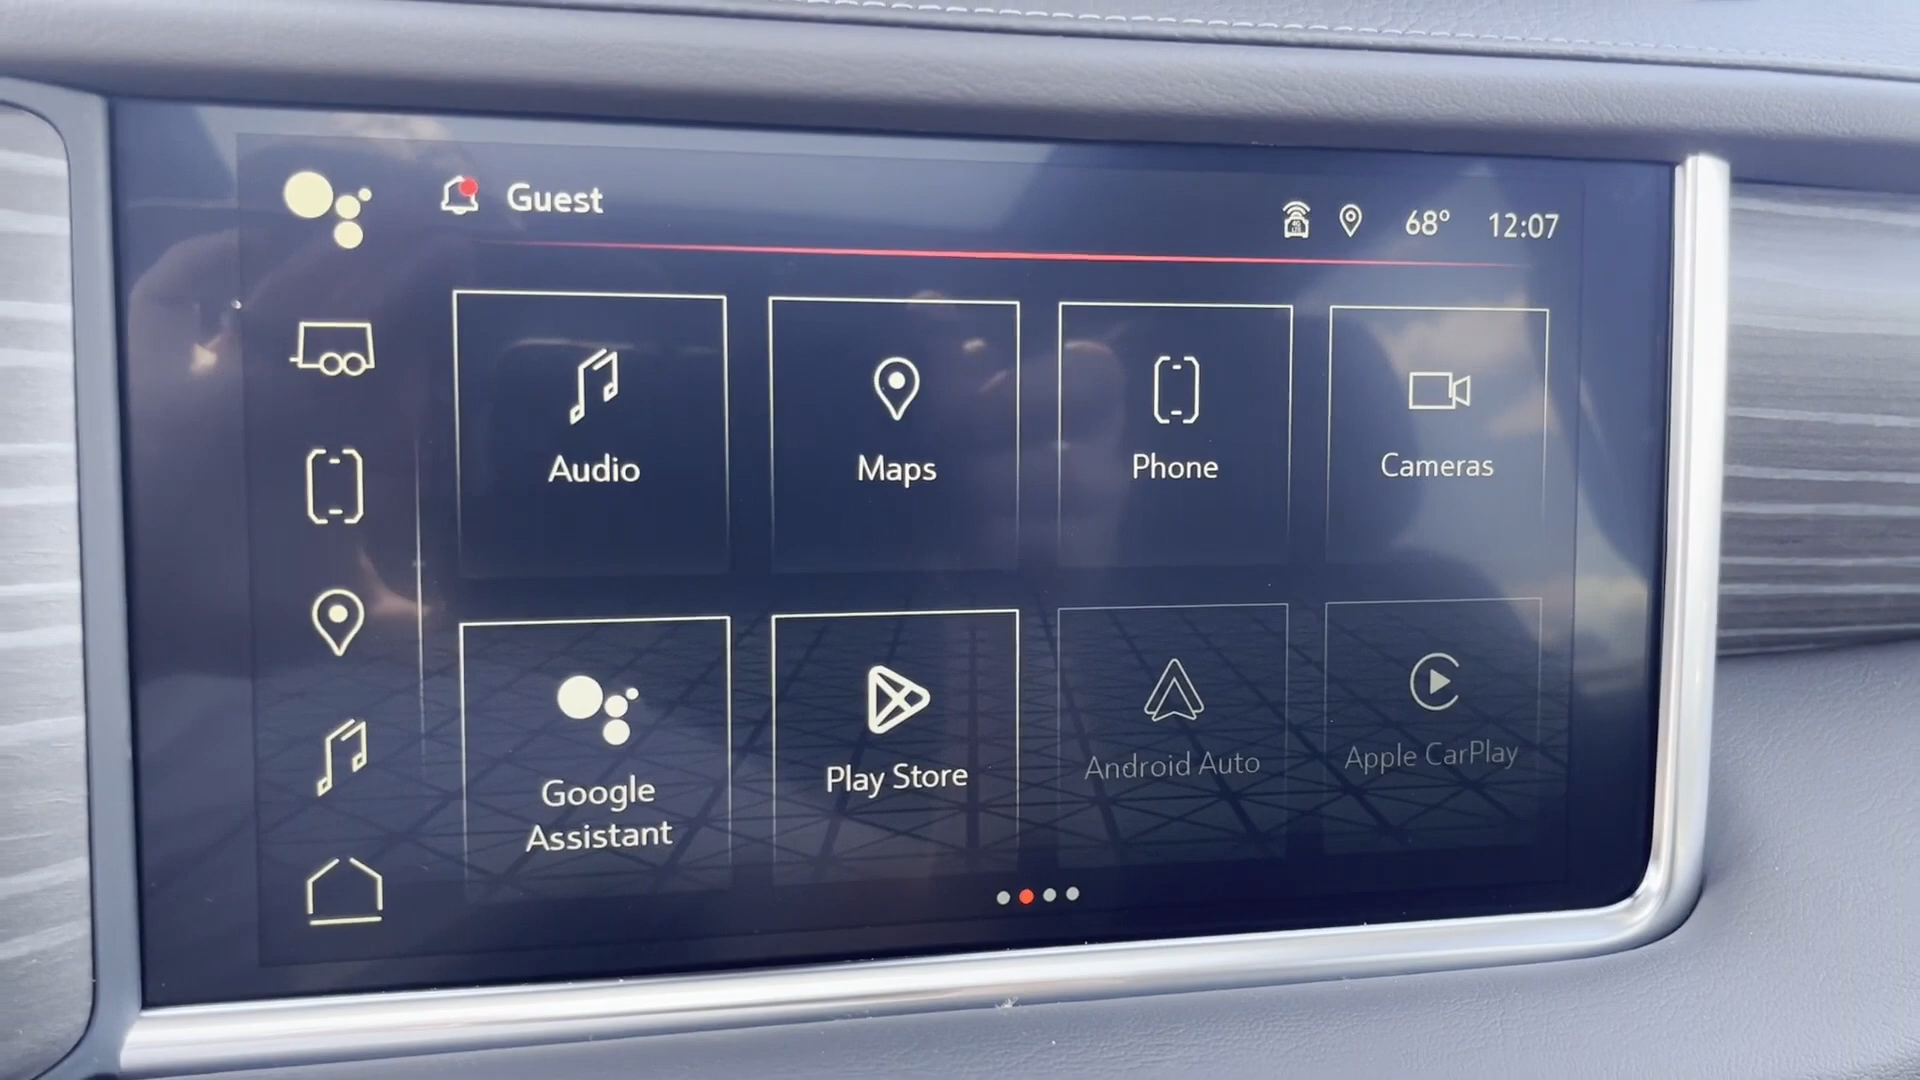 Guest
68° 12:07
Audio
Maps
Phone
Cameras
Google
Assistant
Play Store
Android Auto
Apple CarPlay